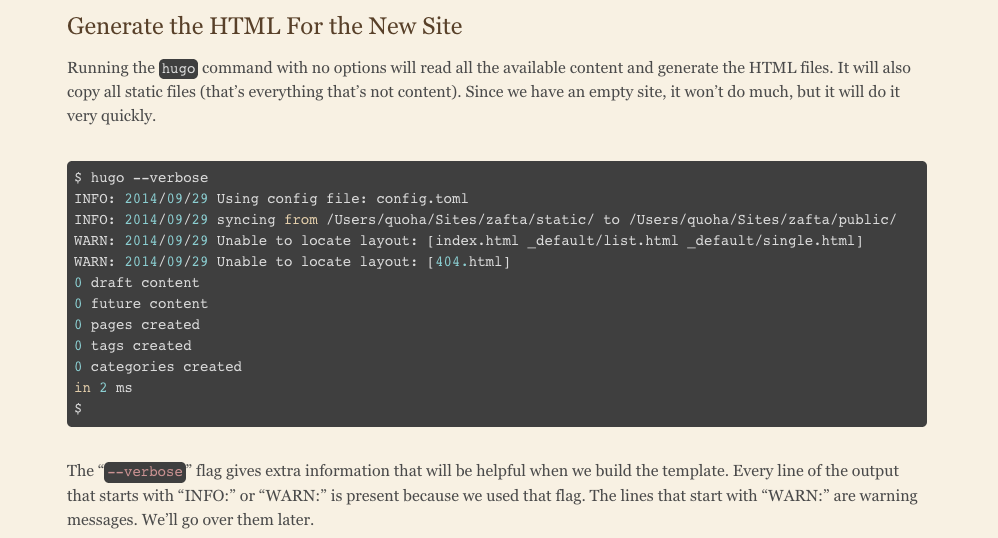 Generate the HTML For the New Site
Running the hugo command with no options will read all the available content and generate the HTML files. It will also
copy all static files (that’s everything that’s not content). Since we have an empty site, it won’t do much, but it will do it
very quickly.
$ hugo --verbose
INFO: 2014/09/29 Using config file: config.toml
INFO: 2014/09/29 syncing from /Users/quoha/Sites/zafta/static/ to /Users/quoha/Sites/zafta/public/
WARN: 2014/09/29 Unable to locate layout: [index.html _default/list.html _default/single.html]
WARN: 2014/09/29 Unable to locate layout: [404.html]
0 draft content
0 future content
0 pages created
0 tags created
0 categories created
in 2 ms
$
The “--verbose” flag gives extra information that will be helpful when we build the template. Every line of the output
that starts with “INFO:” or “WARN:” is present because we used that flag. The lines that start with “WARN:” are warning
messages. We’ll go over them later.